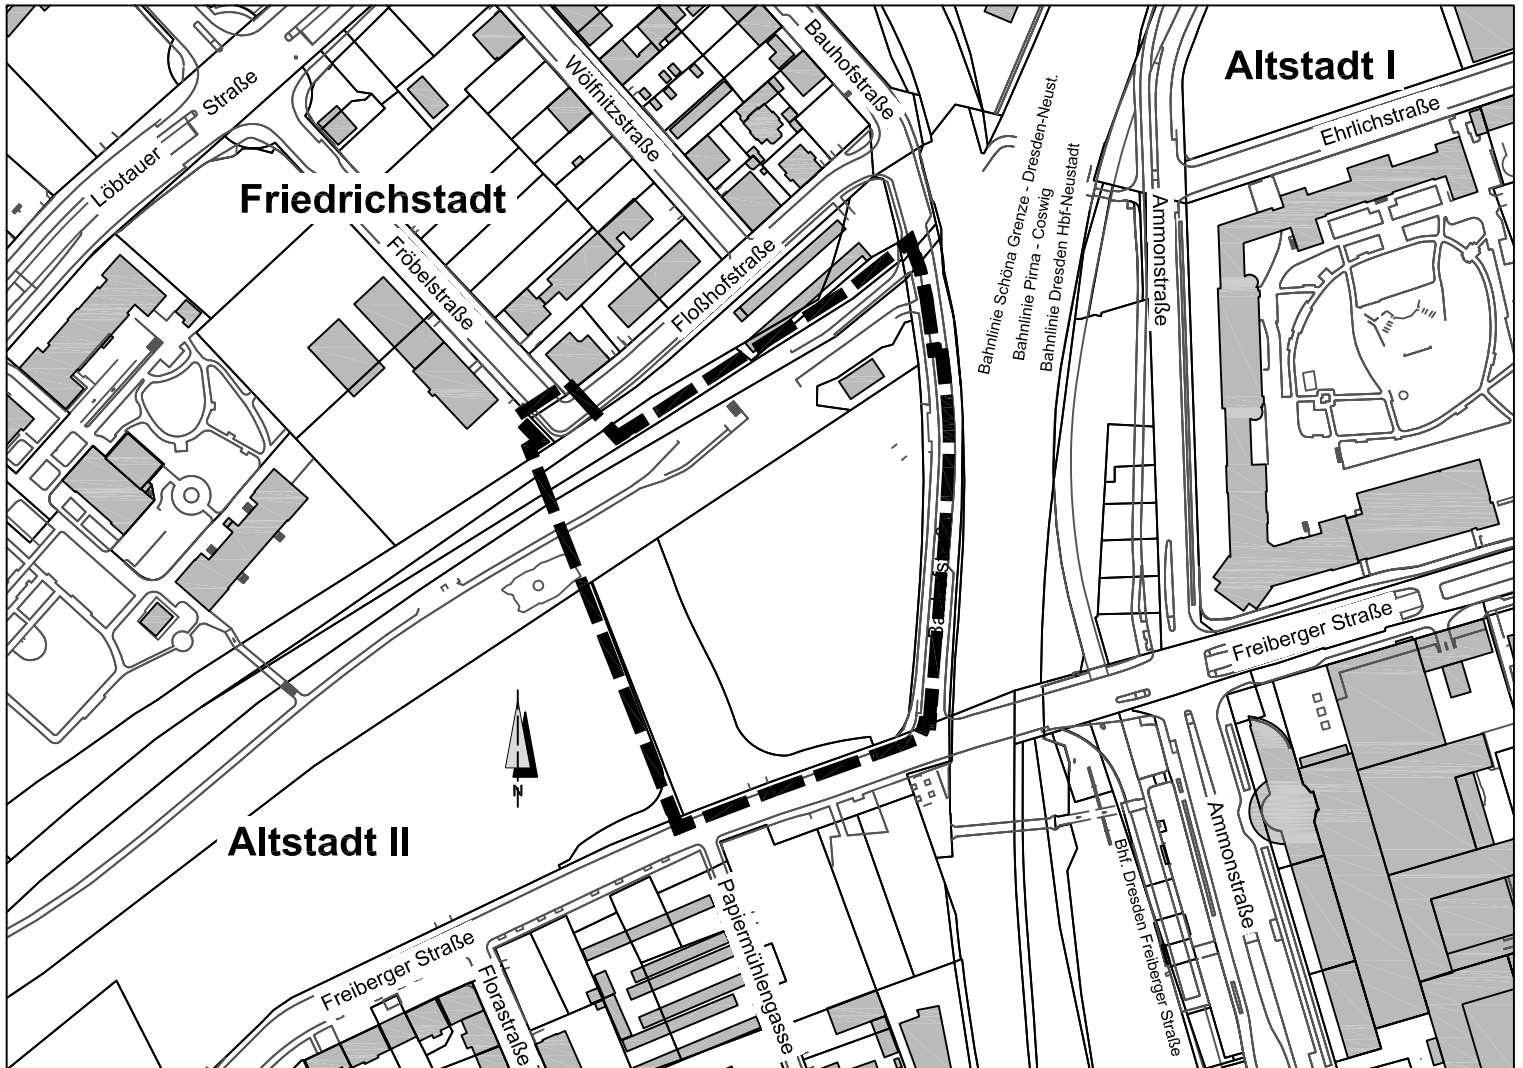 Altstadt I
Bauhofstraße
Wölfnitzstraße
Löbtauer
Straße
Friedrichstadt
Ehrlichstraße
Ammonstraße
Bahnlinie Schöna Grenze - Dresden-Neust.
Bahnlinie Pirna - Coswig
Bahnlinie Dresden Hbf-Neustadt
Fröbelstraße
Floßhofstraße
Freiberger Straße
N
Altstadt II
Ammonstraße
Bhf. Dresden Freiberger Straße
Papiermühlengasse
Freiberger Straße
Florastraße